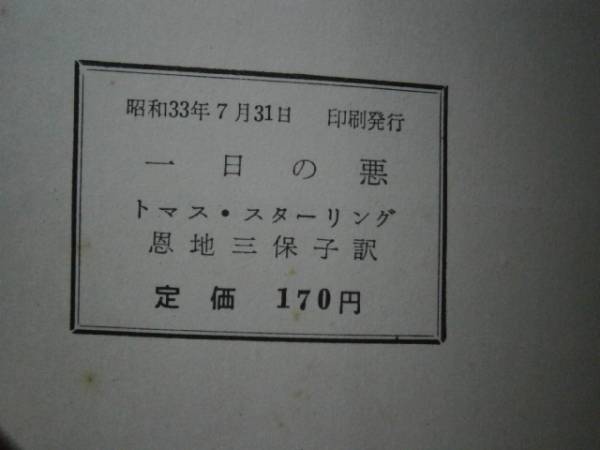 昭和33年7月31日 印刷発行
一日の悪
トマス・スターリング
恩地三保子訳
定価 170円